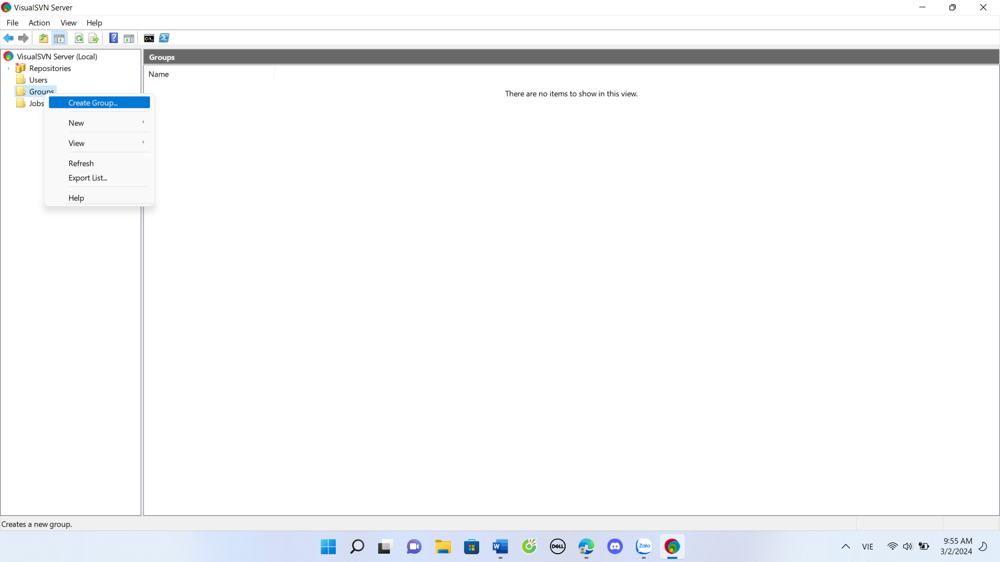 VisualSVN Server
File Action View Help
VisualSVN Server (Local)
Repositories
Users
Groups
Jobs
Create Group...
New
View
Refresh
Export List...
Help
Groups
Name
There are no items to show in this view.
Creates a new group.
W
DELL
Zalo
VIE
9:55 AM
3/2/2024